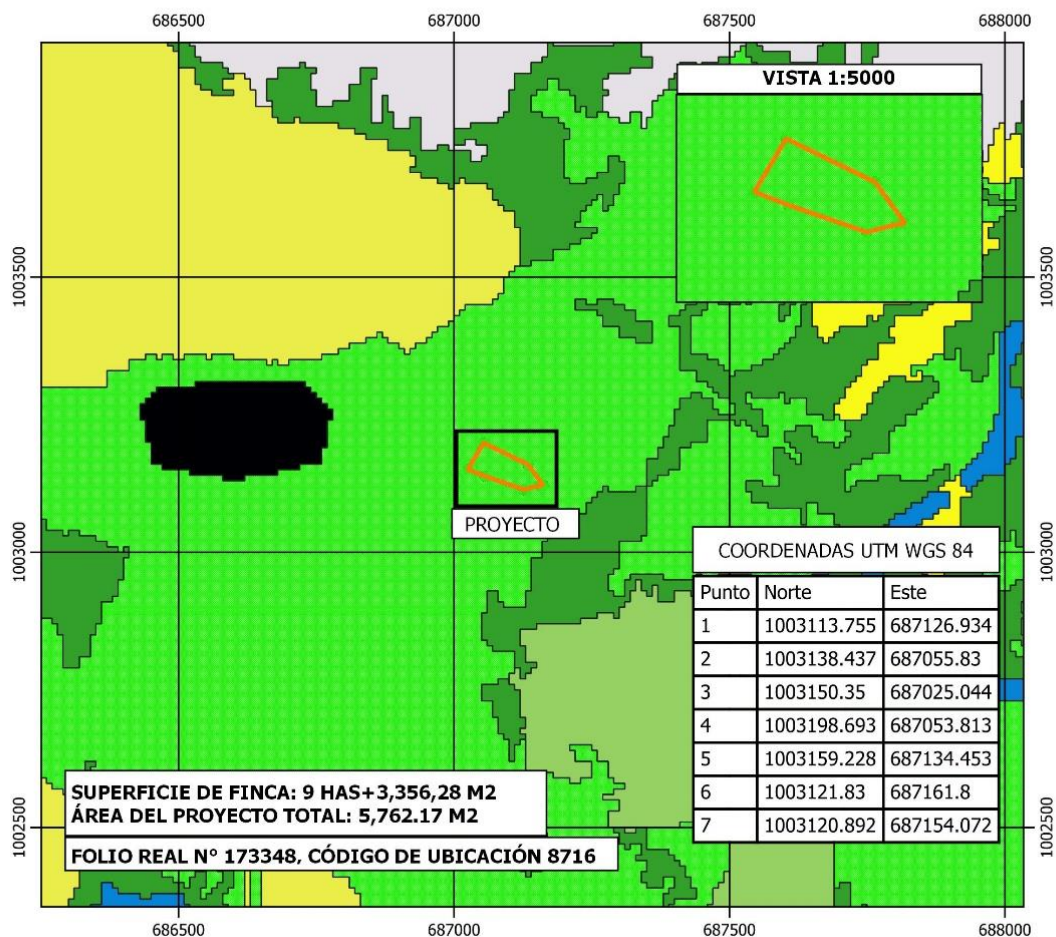 686500 687000 687500 688000
VISTA 1:5000
1003500 1003500
PROYECTO
1003000 1003000
COORDENADAS UTM WGS 84
Punto Norte Este
1 1003113.755 687126.934
2 1003138.437 687055.83
3 1003150.35 687025.044
4 1003198.693 687053.813
5 1003159.228 687134.453
6 1003121.83 687161.8
7 1003120.892 687154.072
SUPERFICIE DE FINCA: 9 HAS+3,356,28 M2
ÁREA DEL PROYECTO TOTAL: 5,762.17 M2
1002500 1002500
FOLIO REAL N° 173348, CÓDIGO DE UBICACIÓN 8716
686500 687000 687500 688000